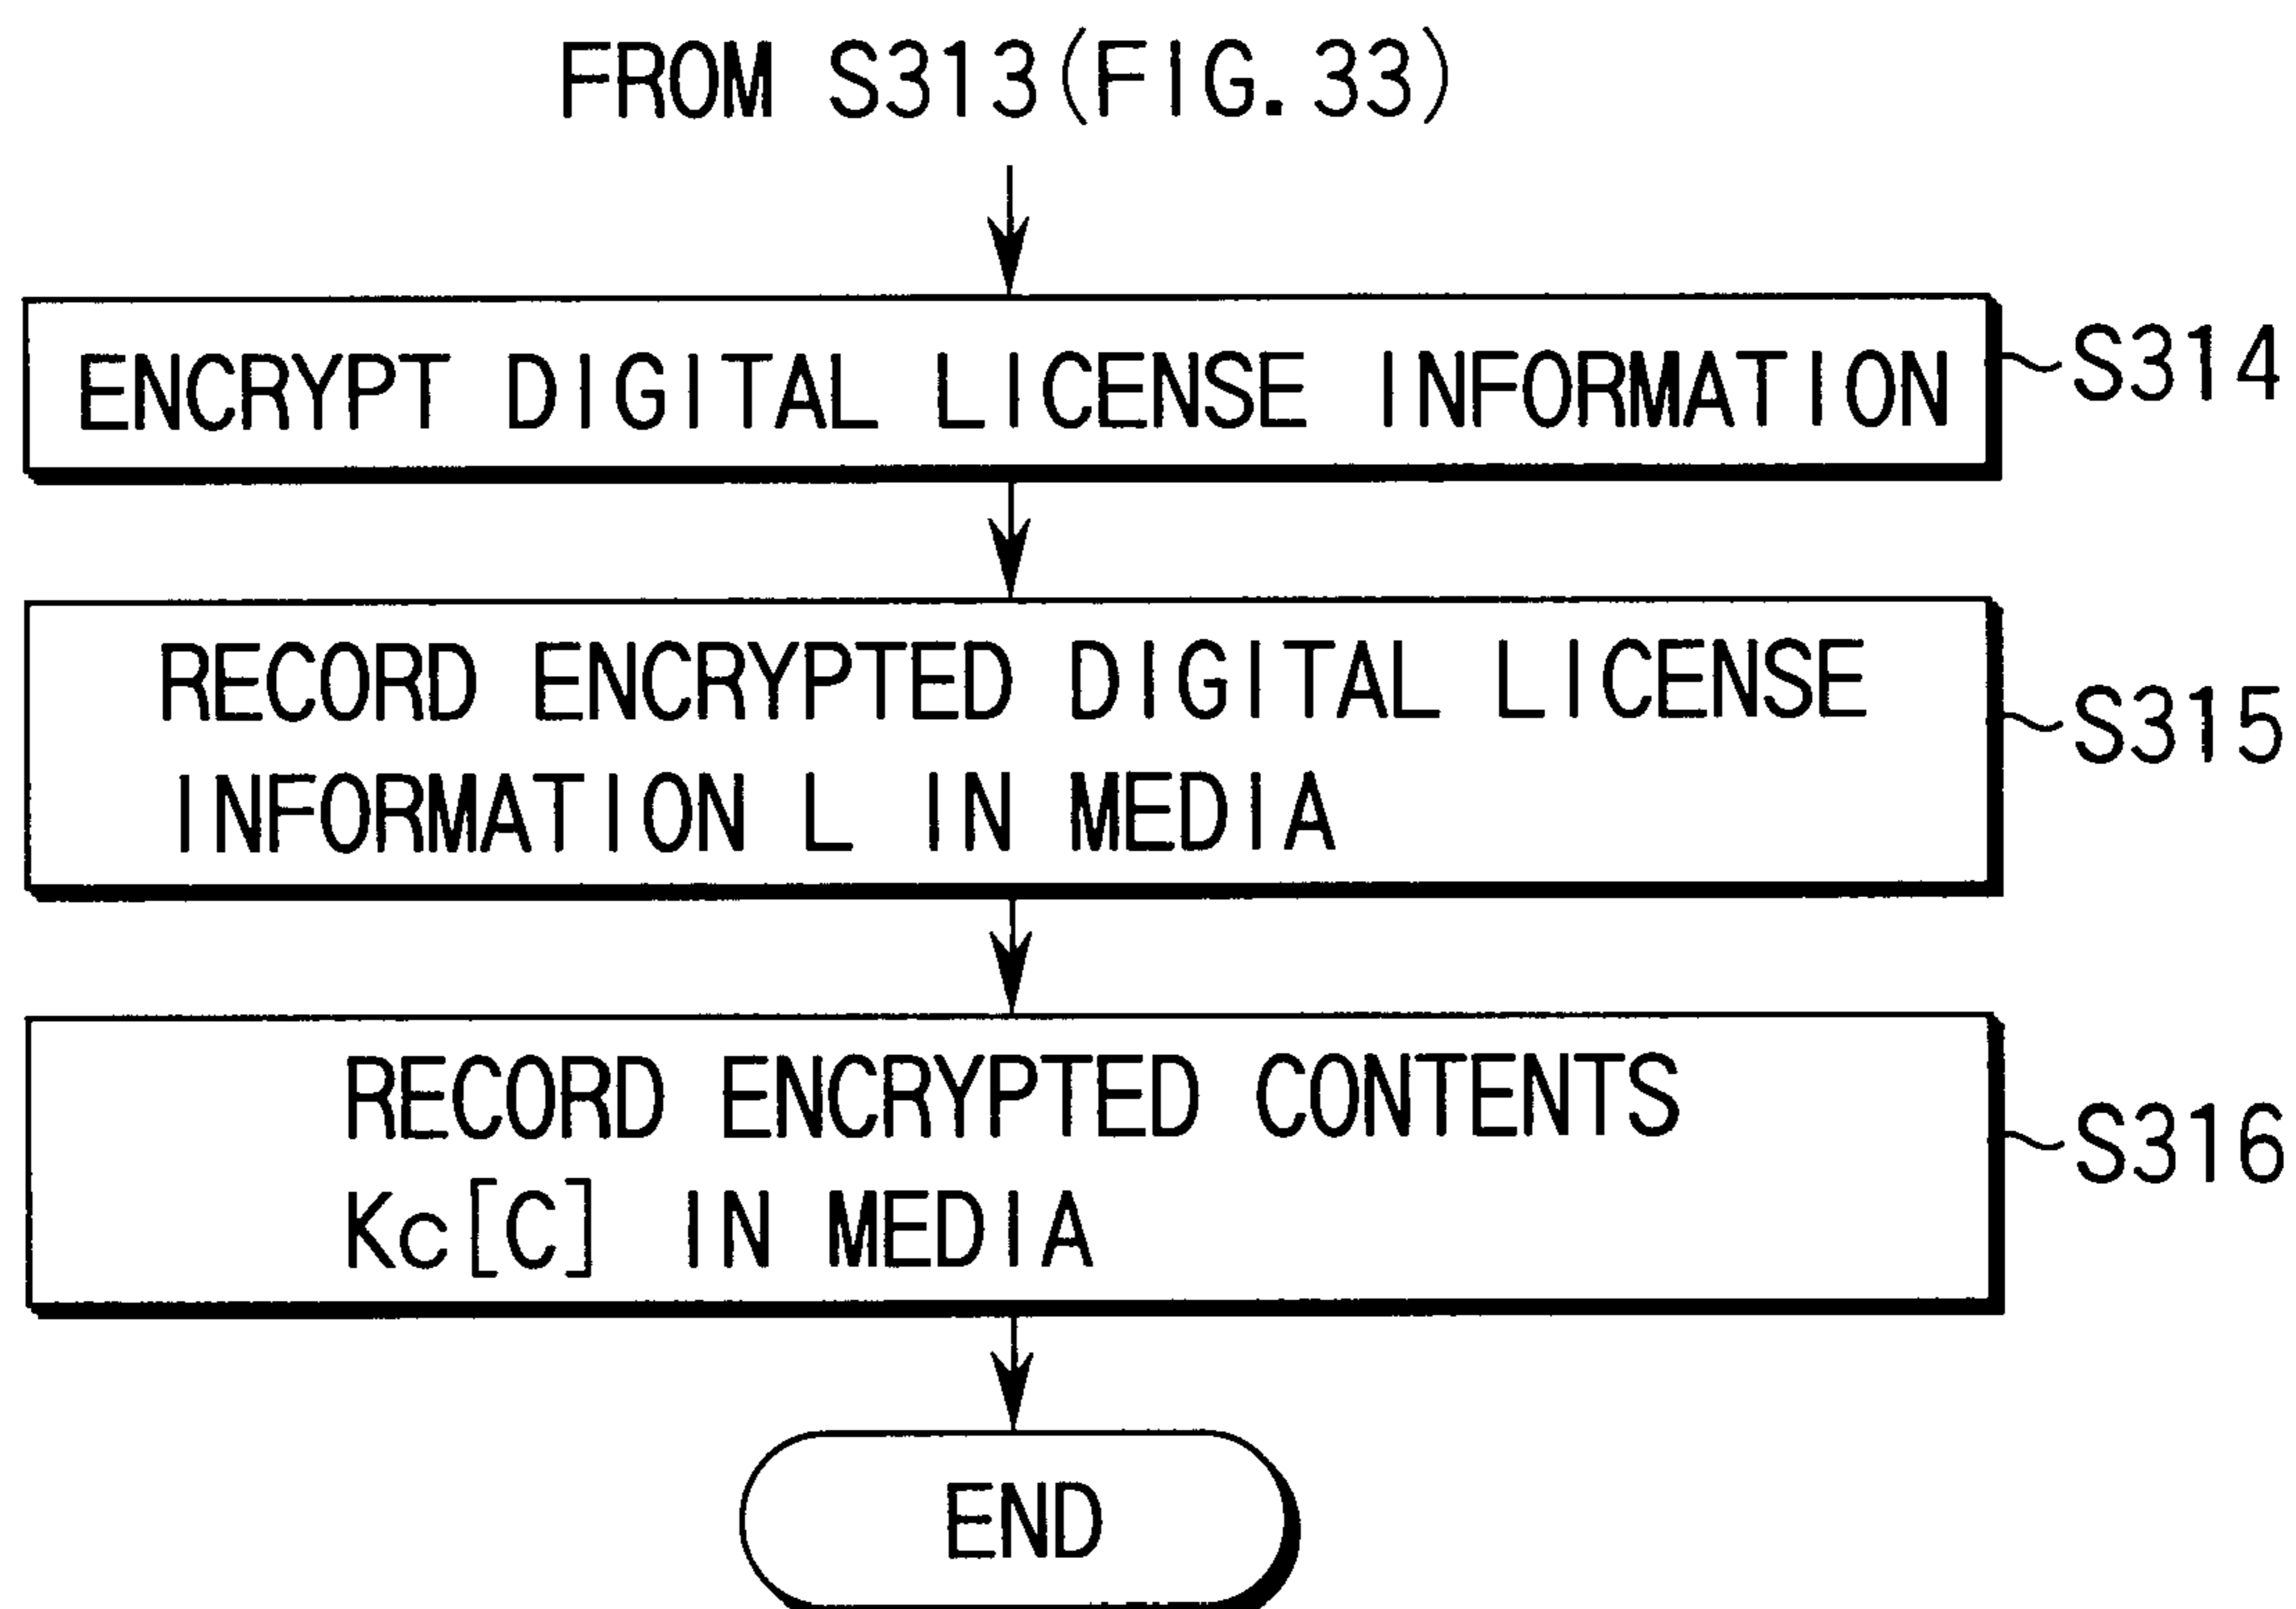 FROM S313(FIG.33)
ENCRYPT DIGITAL LICENSE INFORMATION
S314
RECORD ENCRYPTED DIGITAL LICENSE
INFORMATION L IN MEDIA
S315
RECORD ENCRYPTED CONTENTS
Kc[C] IN MEDIA
S316
END